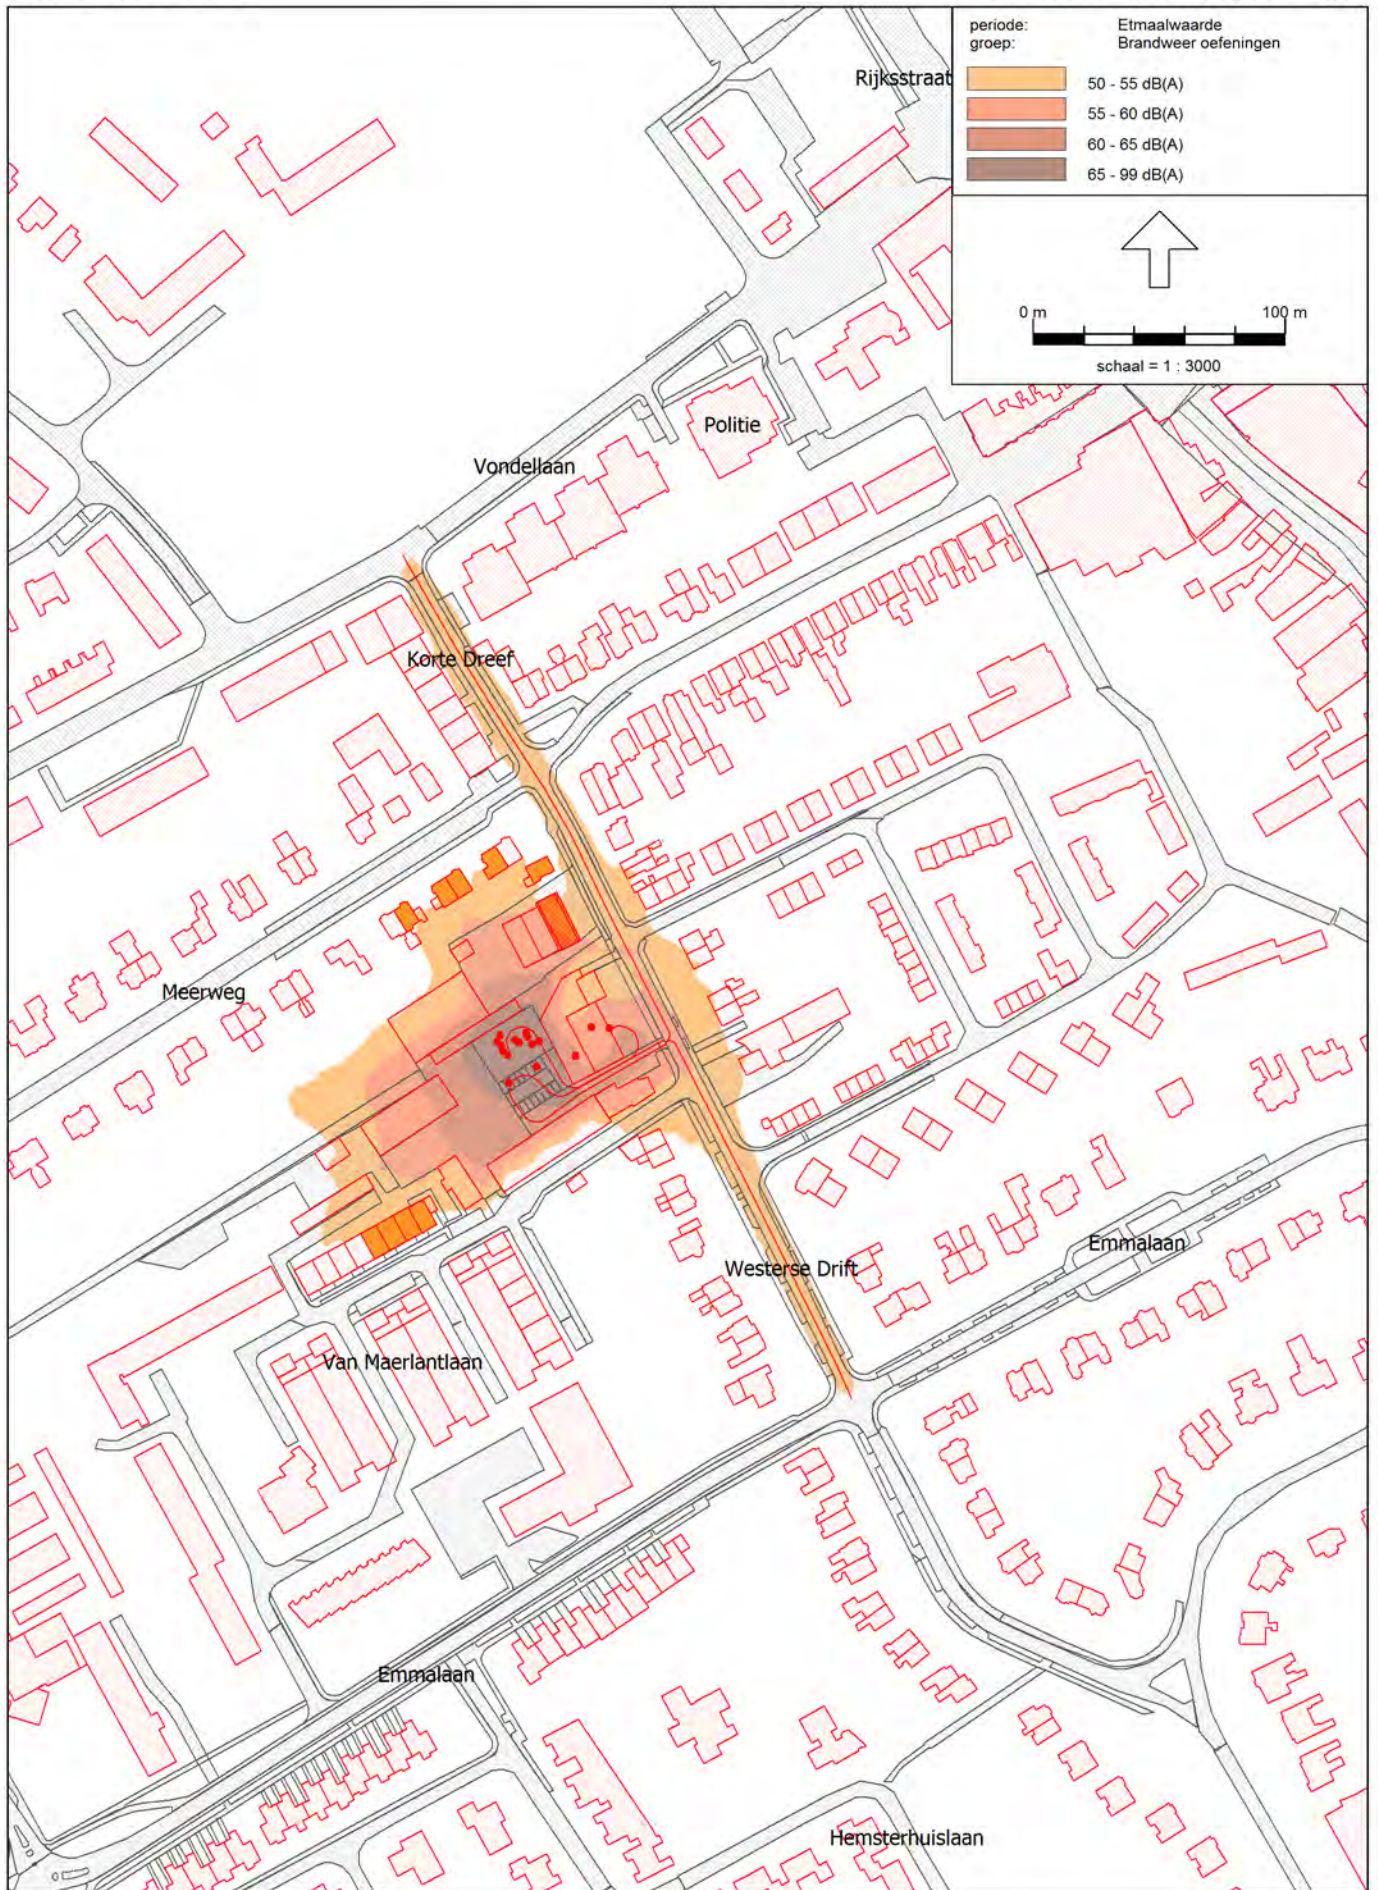 periode: Etmaalwaarde
groep: Brandweer oefeningen
50 - 55 dB(A)
55 - 60 dB(A)
60 - 65 dB(A)
65 - 99 dB(A)
0 m 100 m
schaal = 1 : 3000
Rijksstraat
Politie
Vondellaan
Korte Dreef
Meerweg
Emmalaan
Westerse Drift
Van Maerlantlaan
Emmalaan
Hemsterhuislaan